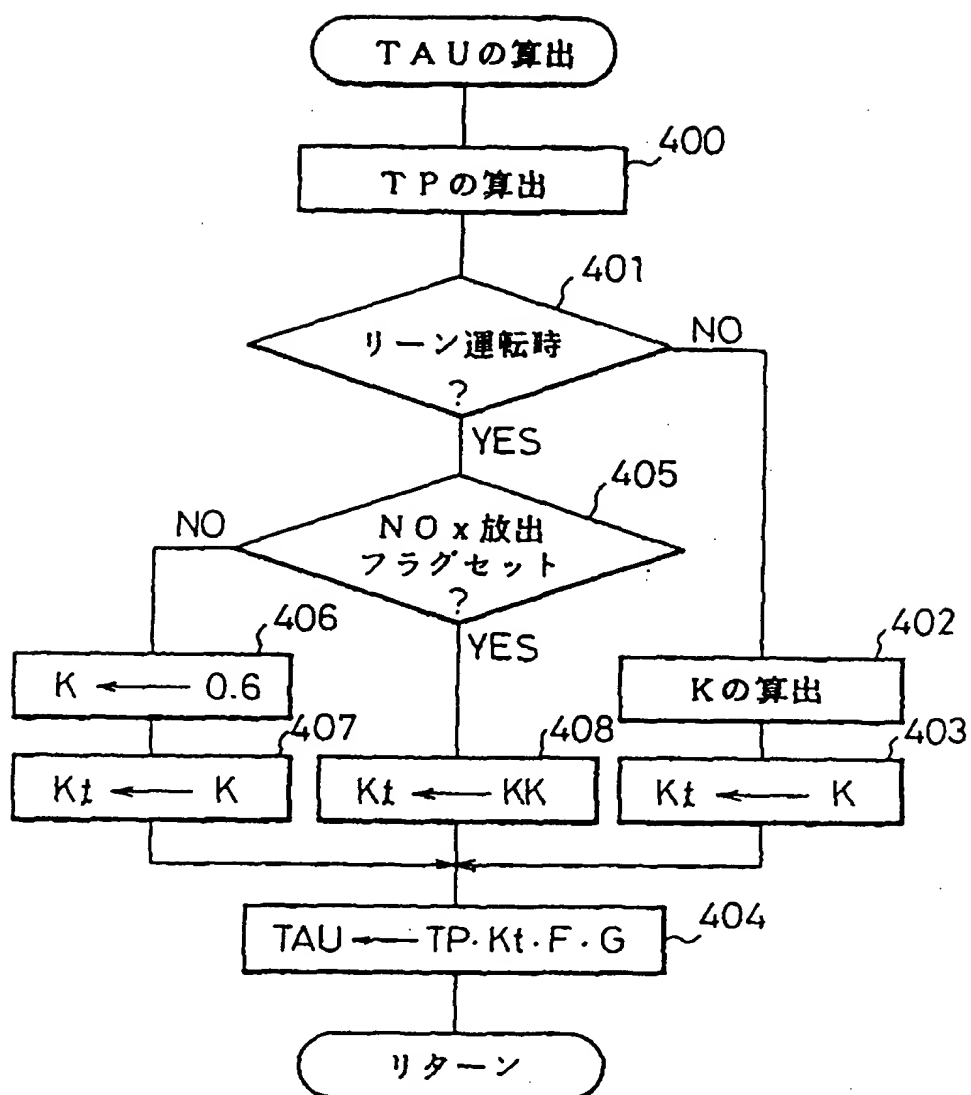 TAUの算出
400
TPの算出
401
リーン運転時
?
NO
YES
405
NOx放出
フラグセット
?
NO
YES
406
K ← 0.6
402
Kの算出
407
Kt ← K
408
Kt ← KK
403
Kt ← K
404
TAU ← TP・Kt・F・G
リターン